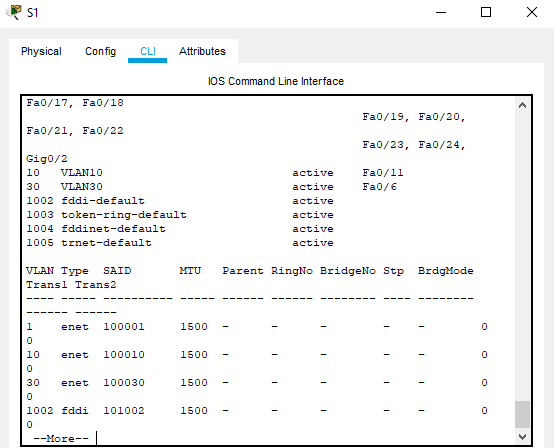 S1
Physical Config CLI Attributes
IOS Command Line Interface
Fa0/17, Fa0/18
Fa0/19, Fa0/20,
Fa0/21, Fa0/22
Fa0/23, Fa0/24,
Gig0/2
10 VLAN10 active Fa0/11
30 VLAN30 active Fa0/6
1002 fddi-default active
1003 token-ring-default active
1004 fddinet-default active
1005 trnet-default active
VLAN Type SAID MTU Parent RingNo BridgeNo Stp BrdgMode
Trans1 Trans2
---- ----- ---------- ----- ------ ------ -------- ---- --------
------ ------
1 enet 100001 1500 - - - - - 0
0
10 enet 100010 1500 - - - - - 0
0
30 enet 100030 1500 - - - - - 0
0
1002 fddi 101002 1500 - - - - - 0
0
--More--